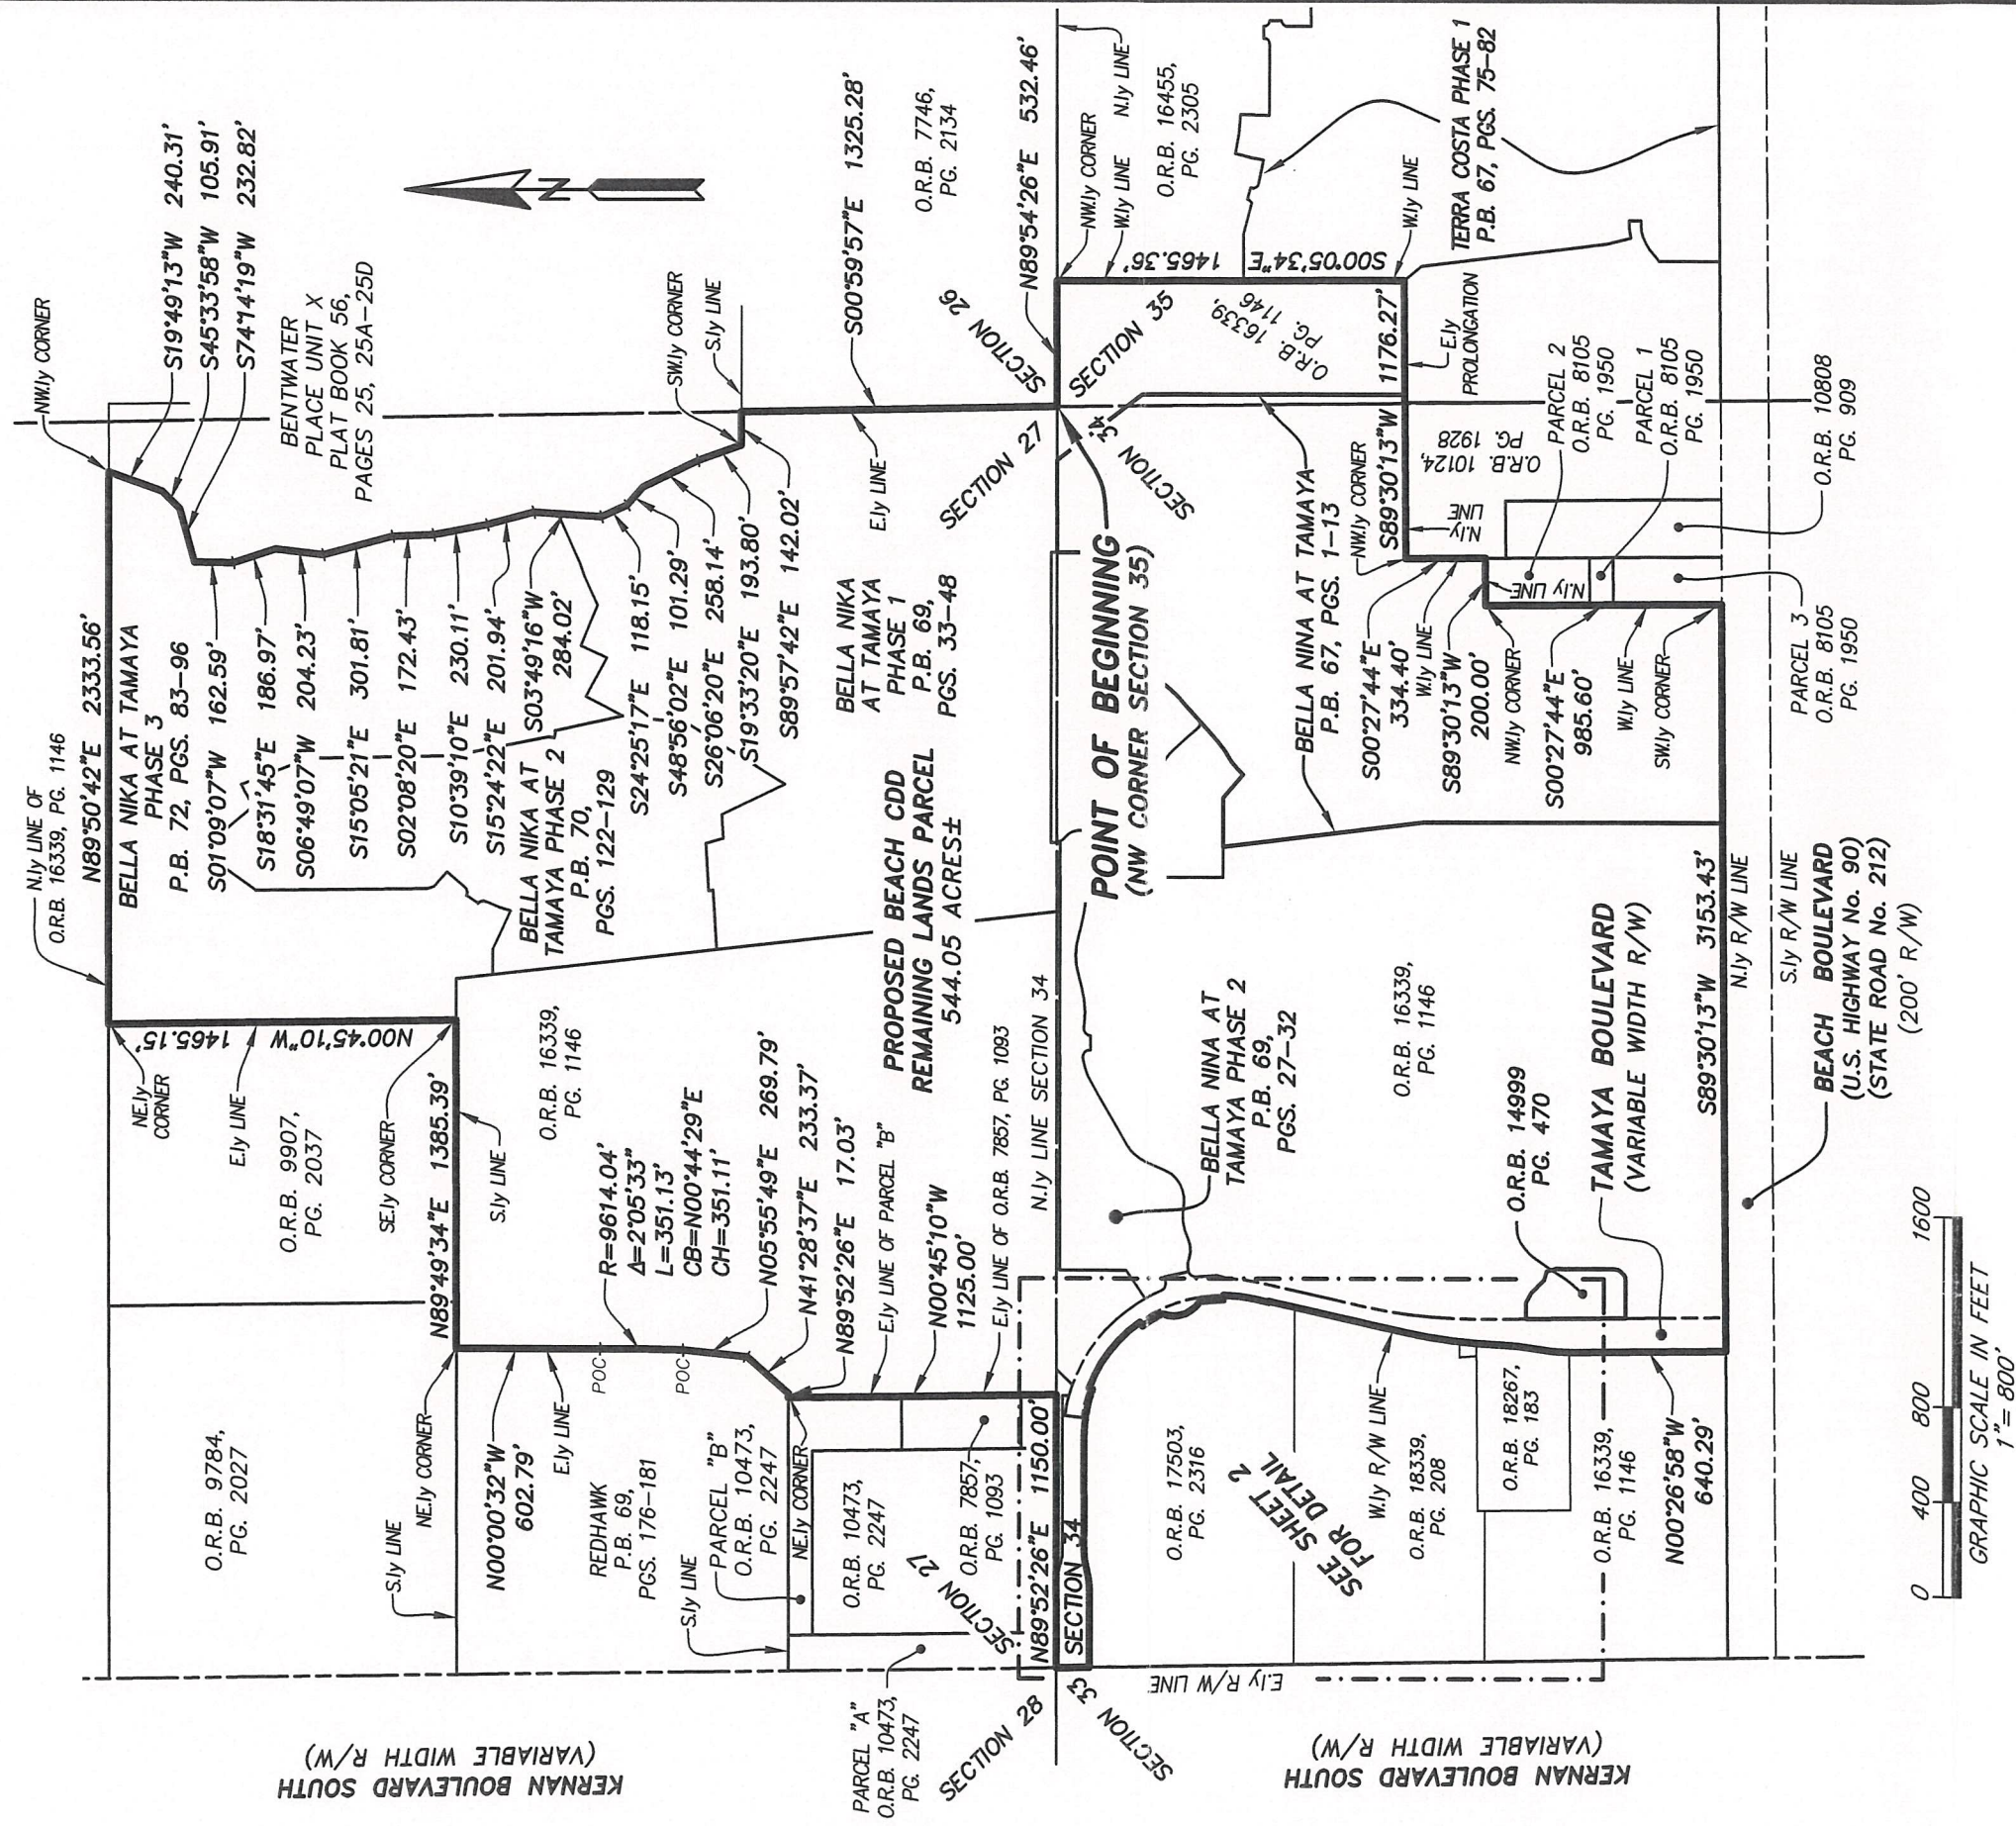 N.ly LINE OF
O.R.B. 16339, PG. 1146
N89°50'42"E 2333.56'
NW.ly CORNER
BELLA NIKA AT TAMAYA
PHASE 3
P.B. 72, PGS. 83-96
S19°49'13"W 240.31'
S45°33'58"W 105.91'
S74°14'19"W 232.82'
BENTWATER
PLACE UNIT X
PLAT BOOK 56,
PAGES 25, 25A-25D
S01°09'07"W 162.59'
S18°31'45"E 186.97'
S06°49'07"W 204.23'
S15°05'21"E 301.81'
S02°08'20"E 172.43'
S10°39'10"E 230.11'
S15°24'22"E 201.94'
S03°49'16"W
284.02'
S24°25'17"E 118.15'
S48°56'02"E 101.29'
S26°06'20"E 258.14'
S19°33'20"E 193.80'
S89°57'42"E 142.02'
BELLA NIKA AT
TAMAYA PHASE 2
P.B. 70,
PGS. 122-129
SW.ly CORNER
S.ly LINE
N
S00°59'57"E 1325.28'
E.ly LINE
O.R.B. 7746,
PG. 2134
BELLA NIKA
AT TAMAYA
PHASE 1
P.B. 69,
PGS. 33-48
SECTION 27
SECTION 26
SECTION 34
SECTION 35
N89°54'26"E 532.46'
NE.ly
CORNER
E.ly LINE
N00°45'10"W 1465.15'
O.R.B. 9907,
PG. 2037
SE.ly CORNER
N89°49'34"E 1385.39'
S.ly LINE
O.R.B. 9784,
PG. 2027
S.ly LINE
NE.ly CORNER
O.R.B. 16339,
PG. 1146
N00°00'32"W
602.79'
E.ly LINE
POC
POC
R=9614.04'
Δ=2°05'33"
L=351.13'
CB=N00°44'29"E
CH=351.11'
N05°55'49"E 269.79'
N41°28'37"E 233.37'
N89°52'26"E 17.03'
E.ly LINE OF PARCEL "B"
N00°45'10"W
1125.00'
E.ly LINE OF O.R.B. 7857, PG. 1093
REDHAWK
P.B. 69,
PGS. 176-181
S.ly LINE
PARCEL "B"
O.R.B. 10473,
PG. 2247
NE.ly CORNER
O.R.B. 10473,
PG. 2247
O.R.B. 7857,
PG. 1093
SECTION 27
PARCEL "A"
O.R.B. 10473,
PG. 2247
SECTION 28
SECTION 33
N89°52'26"E 1150.00'
SECTION 34
PROPOSED BEACH CDD
REMAINING LANDS PARCEL
544.05 ACRES±
N.ly LINE SECTION 34
POINT OF BEGINNING
(NW CORNER SECTION 35)
KERNAN BOULEVARD SOUTH
(VARIABLE WIDTH R/W)
KERNAN BOULEVARD SOUTH
(VARIABLE WIDTH R/W)
E.ly R/W LINE
NW.ly CORNER
W.ly LINE
N.ly LINE
O.R.B. 16455,
PG. 2305
S00°05'34"E 1465.36'
W.ly LINE
O.R.B. 16339,
PG. 1146
TERRA COSTA PHASE 1
P.B. 67, PGS. 75-82
S89°30'13"W 1176.27'
E.ly
PROLONGATION
BELLA NINA AT TAMAYA
P.B. 67, PGS. 1-13
NW.ly CORNER
N.ly
LINE
O.R.B. 10124,
PG. 1928
PARCEL 2
O.R.B. 8105
PG. 1950
PARCEL 1
O.R.B. 8105
PG. 1950
O.R.B. 10808
PG. 909
S00°27'44"E
334.40'
W.ly LINE
S89°30'13"W
200.00'
N.ly LINE
NW.ly CORNER
S00°27'44"E
985.60'
W.ly LINE
SW.ly CORNER
PARCEL 3
O.R.B. 8105
PG. 1950
BELLA NINA AT
TAMAYA PHASE 2
P.B. 69,
PGS. 27-32
O.R.B. 16339,
PG. 1146
O.R.B. 14999
PG. 470
TAMAYA BOULEVARD
(VARIABLE WIDTH R/W)
O.R.B. 17503,
PG. 2316
SEE SHEET 2
FOR DETAIL
W.ly R/W LINE
O.R.B. 18339,
PG. 208
O.R.B. 18267,
PG. 183
O.R.B. 16339,
PG. 1146
N00°26'58"W
640.29'
S89°30'13"W 3153.43'
N.ly R/W LINE
S.ly R/W LINE
BEACH BOULEVARD
(U.S. HIGHWAY No. 90)
(STATE ROAD No. 212)
(200' R/W)
0 400 800 1600
GRAPHIC SCALE IN FEET
1"= 800'